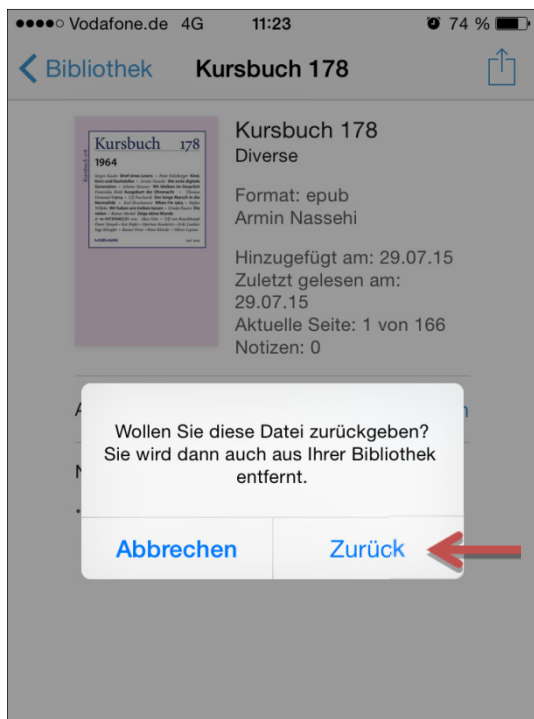 Vodafone.de 4G 11:23 74 %
Bibliothek Kursbuch 178
Kursbuch 178
1964
Kursbuch 178
Diverse
Format: epub
Armin Nassehi
Hinzugefügt am: 29.07.15
Zuletzt gelesen am:
29.07.15
Aktuelle Seite: 1 von 166
Notizen: 0
Wollen Sie diese Datei zurückgeben?
Sie wird dann auch aus Ihrer Bibliothek
entfernt.
Abbrechen Zurück